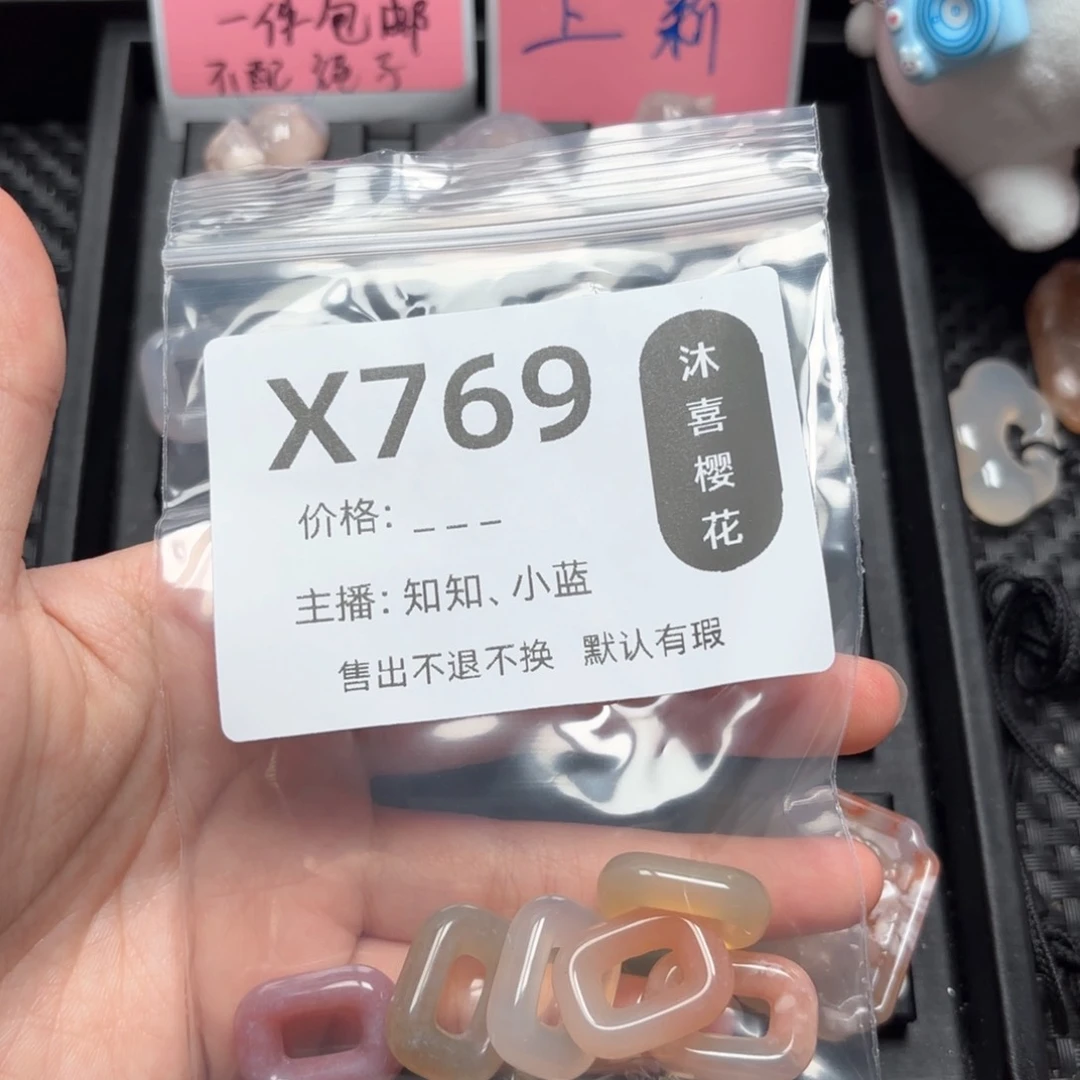 一件包邮
不配绳子
上新
X769
沐喜樱花
价格: _ _ _
主播: 知知、小蓝
售出不退不换 默认有瑕